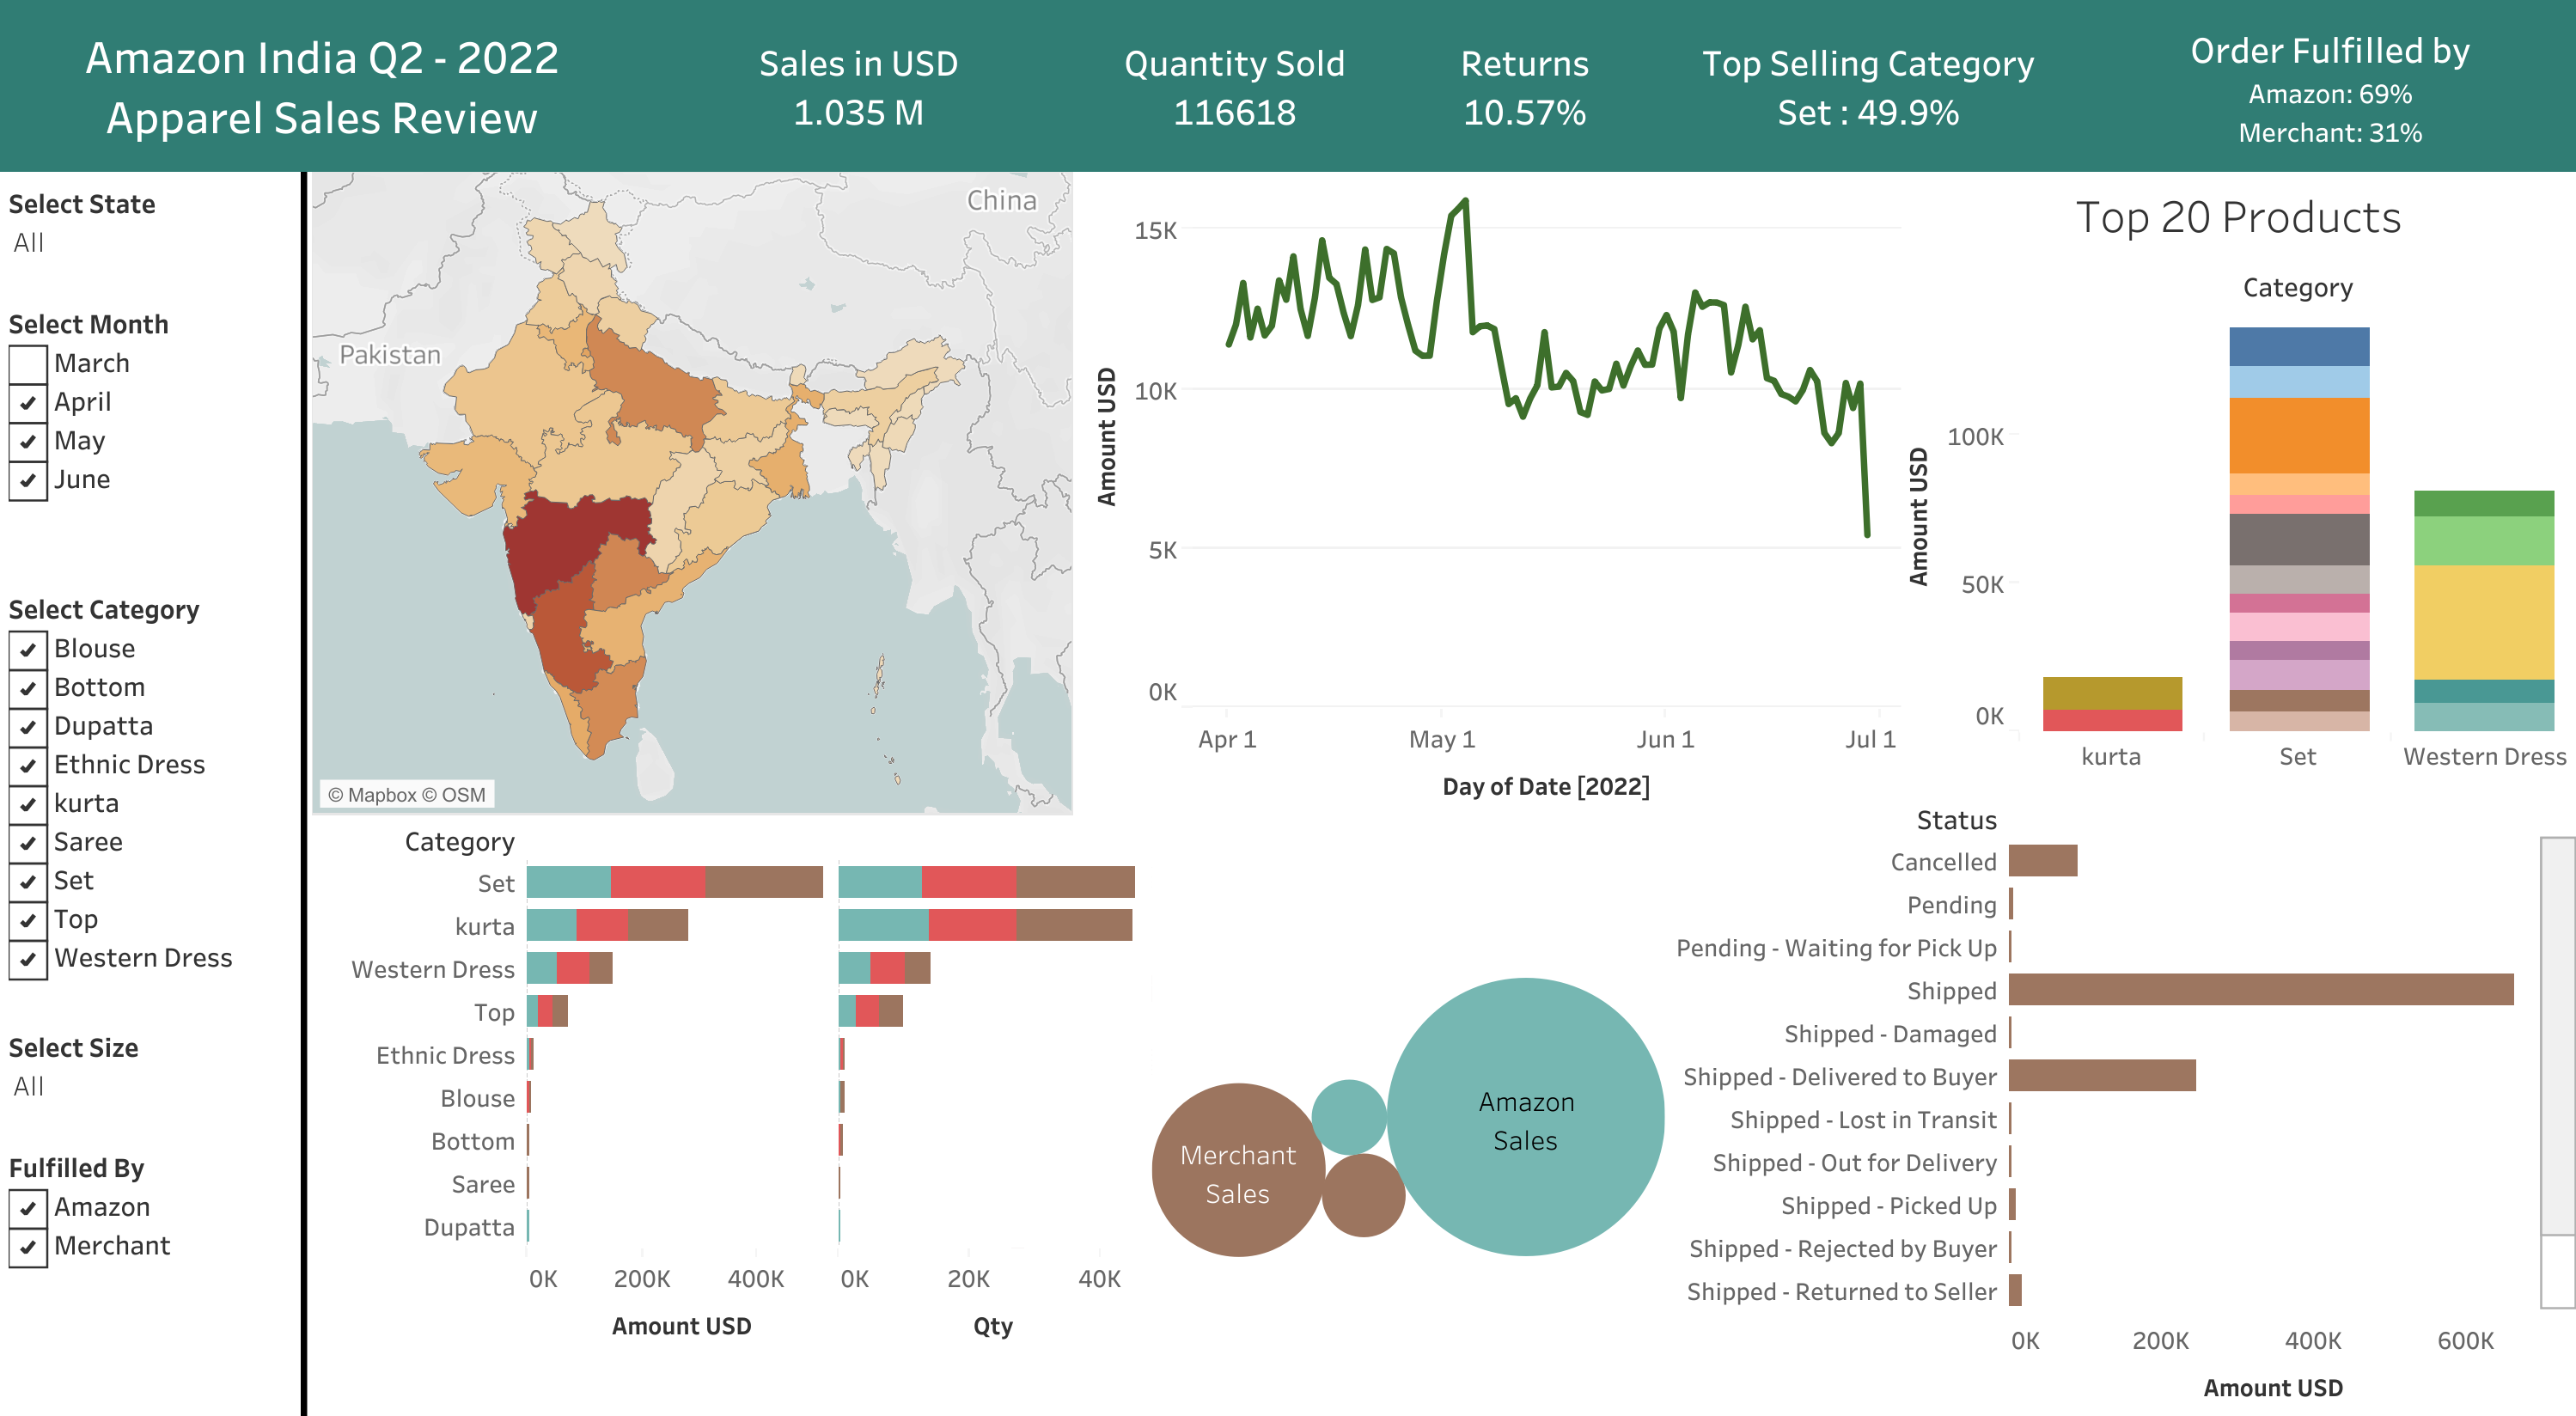 Amazon India Q2 - 2022
Apparel Sales Review
Sales in USD
1.035 M
Quantity Sold
116618
Returns
10.57%
Top Selling Category
Set : 49.9%
Order Fulfilled by
Amazon: 69%
Merchant: 31%
Select State
All
Select Month
March
April
May
June
Select Category
Blouse
Bottom
Dupatta
Ethnic Dress
kurta
Saree
Set
Top
Western Dress
Select Size
All
Fulfilled By
Amazon
Merchant
China
Pakistan
© Mapbox © OSM
Amount USD
15K
10K
5K
0K
Apr 1
May 1
Jun 1
Jul 1
Day of Date [2022]
Top 20 Products
Category
Amount USD
100K
50K
0K
kurta
Set
Western Dress
Category
Set
kurta
Western Dress
Top
Ethnic Dress
Blouse
Bottom
Saree
Dupatta
0K
200K
400K
0K
20K
40K
Amount USD
Qty
Merchant
Sales
Amazon
Sales
Status
Cancelled
Pending
Pending - Waiting for Pick Up
Shipped
Shipped - Damaged
Shipped - Delivered to Buyer
Shipped - Lost in Transit
Shipped - Out for Delivery
Shipped - Picked Up
Shipped - Rejected by Buyer
Shipped - Returned to Seller
0K
200K
400K
600K
Amount USD